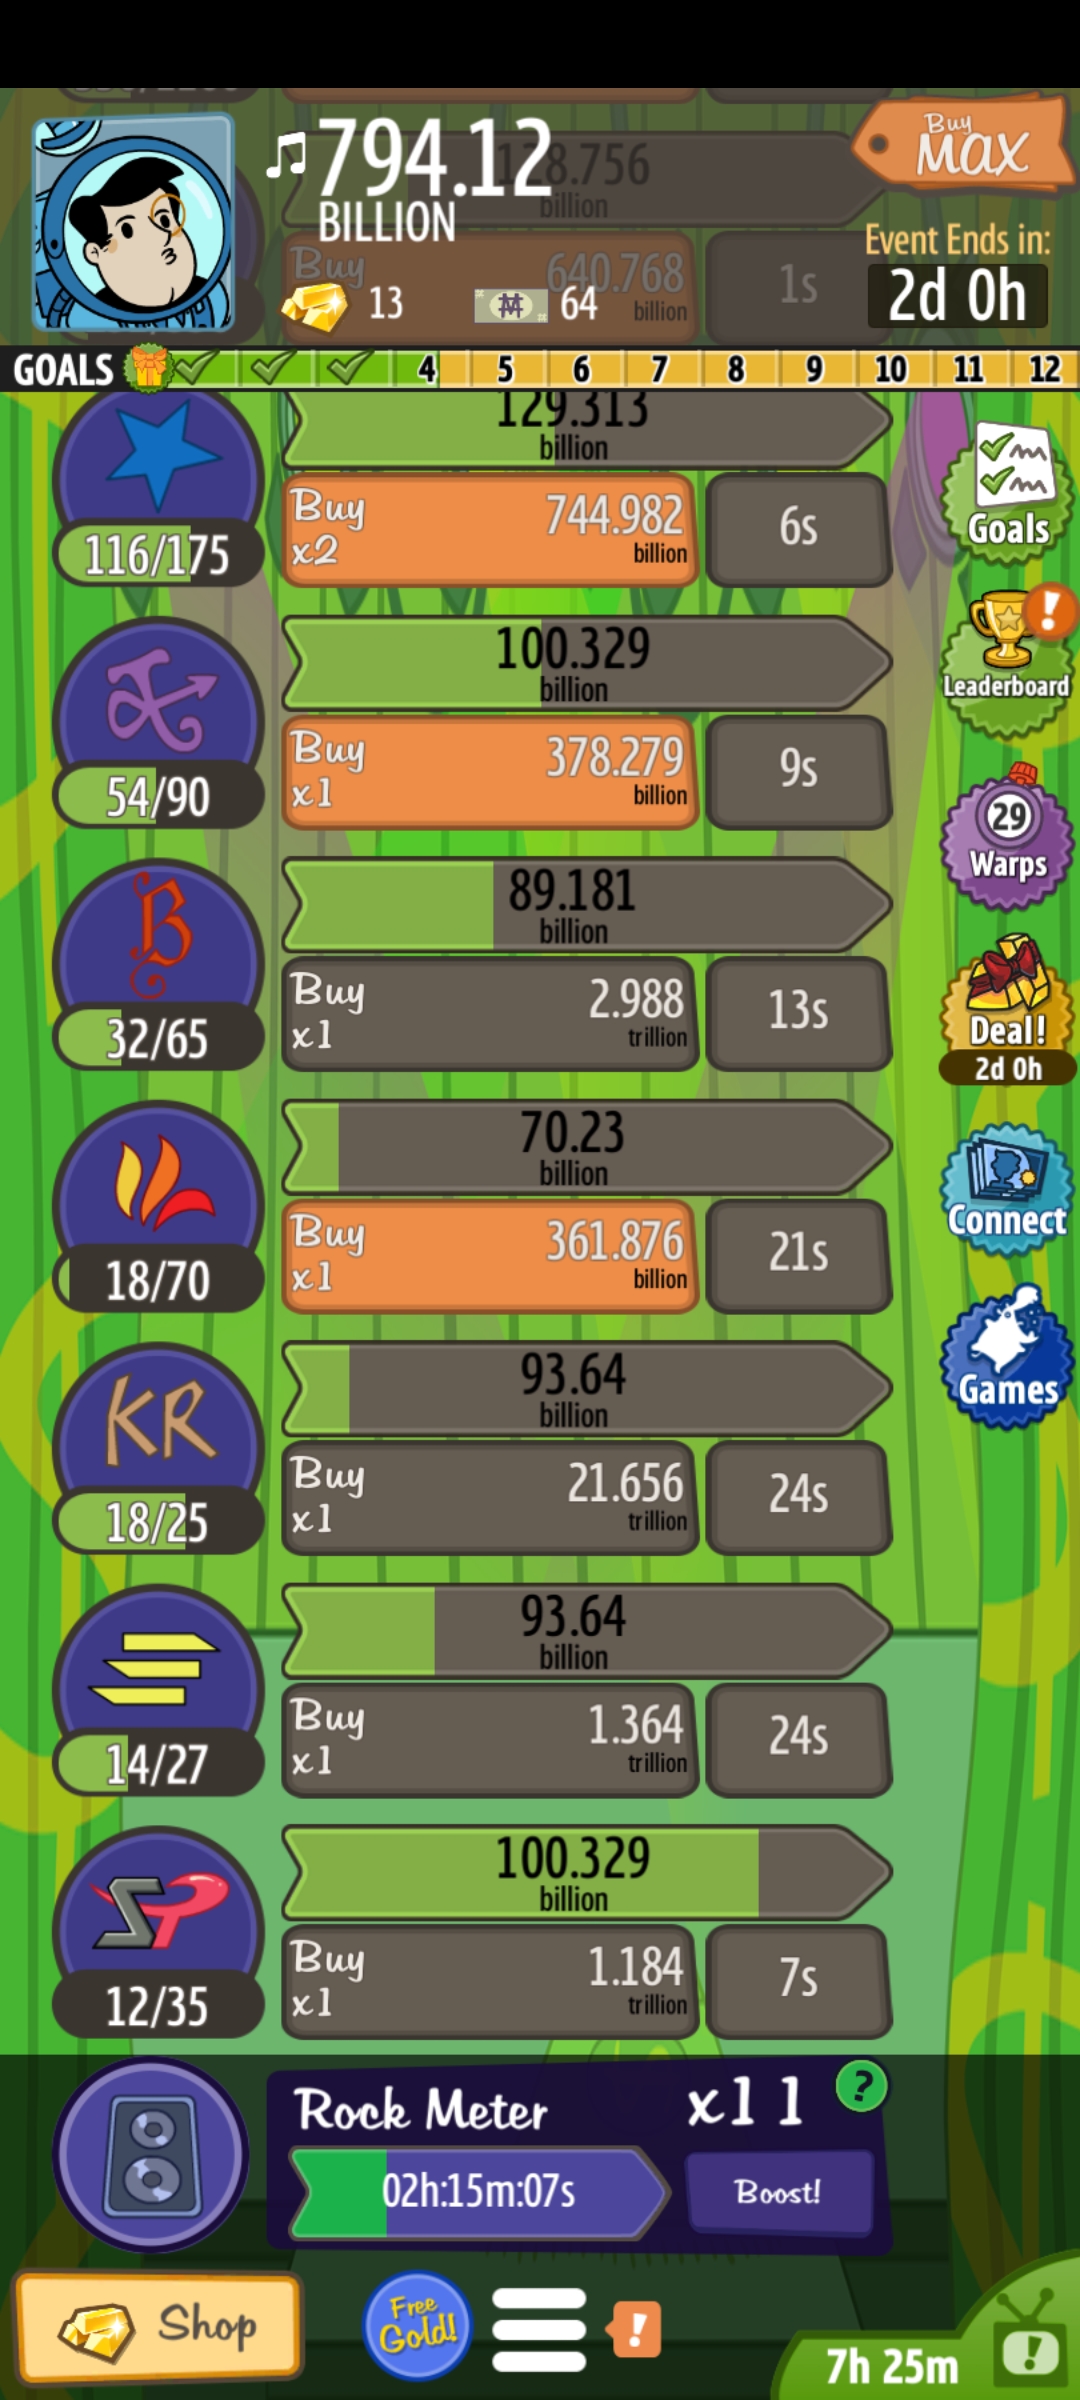 794.12
BILLION
Buy
MAX
128.756
billion
Buy
640.768
billion
1s
13
64
Event Ends in:
2d 0h
GOALS 4 5 6 7 8 9 10 11 12
129.313
billion
Buy
x2
744.982
billion
6s
116/175
Goals
100.329
billion
Buy
x1
378.279
billion
9s
54/90
Leaderboard
89.181
billion
Buy
x1
2.988
trillion
13s
B
32/65
29
Warps
Deal!
2d 0h
70.23
billion
Buy
x1
361.876
billion
21s
18/70
Connect
93.64
billion
Buy
x1
21.656
trillion
24s
KR
18/25
Games
93.64
billion
Buy
x1
1.364
trillion
24s
14/27
100.329
billion
Buy
x1
1.184
trillion
7s
SP
12/35
Rock Meter
x11
?
02h:15m:07s
Boost!
Shop
Free
Gold!
!
7h 25m
!